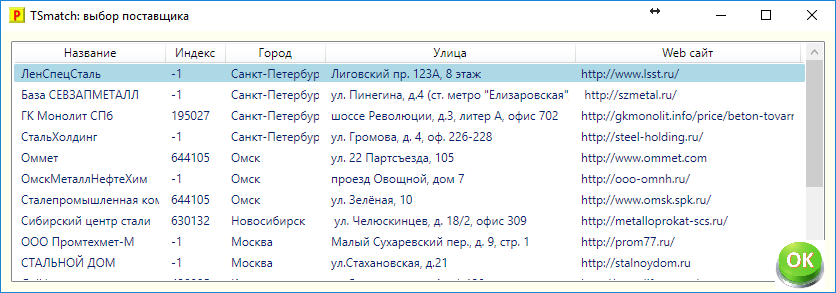 TSmatch: выбор поставщика
Название Индекс Город Улица Web сайт
ЛенСпецСталь -1 Санкт-Петербур Лиговский пр. 123А, 8 этаж http://www.lsst.ru/
База СЕВЗАПМЕТАЛЛ -1 Санкт-Петербур ул. Пинегина, д.4 (ст. метро "Елизаровская" http://szmetal.ru/
ГК Монолит СПб 195027 Санкт-Петербур шоссе Революции, д.3, литер А, офис 702 http://gkmonolit.info/price/beton-tovarn
СтальХолдинг -1 Санкт-Петербур ул. Громова, д. 4, оф. 226-228 http://steel-holding.ru/
Оммет 644105 Омск ул. 22 Партсъезда, 105 http://www.ommet.com
ОмскМеталлНефтеХим -1 Омск проезд Овощной, дом 7 http://ooo-omnh.ru/
Сталепромышленная ком 644105 Омск ул. Зелёная, 10 http://www.omsk.spk.ru/
Сибирский центр стали 630132 Новосибирск ул. Челюскинцев, д. 18/2, офис 309 http://metalloprokat-scs.ru/
ООО Промтехмет-М -1 Москва Малый Сухаревский пер., д. 9, стр. 1 http://prom77.ru/
СТАЛЬНОЙ ДОМ -1 Москва ул.Стахановская, д.21 http://stalnoydom.ru
OK